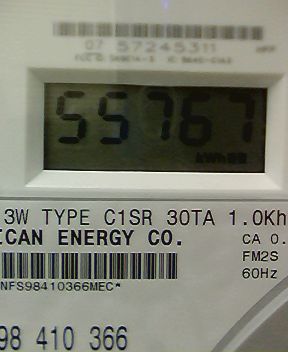 07 57245311
55767
kWh
3W TYPE C1SR 30TA 1.0Kh
ICAN ENERGY CO.
CA 0.
FM2S
60Hz
NFS98410366MEC*
98 410 366